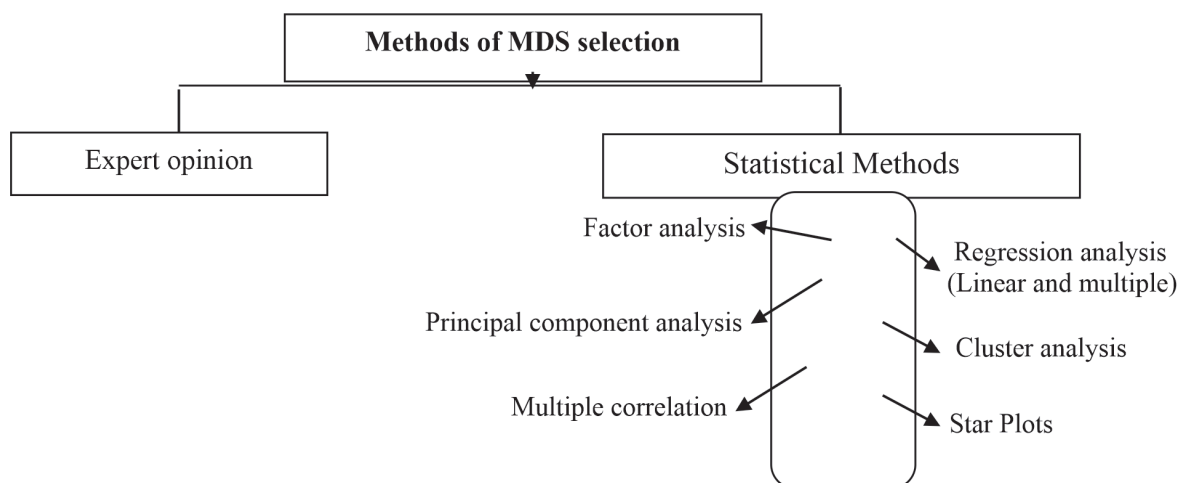 Methods of MDS selection
Expert opinion
Statistical Methods
Factor analysis
Principal component analysis
Multiple correlation
Regression analysis
(Linear and multiple)
Cluster analysis
Star Plots